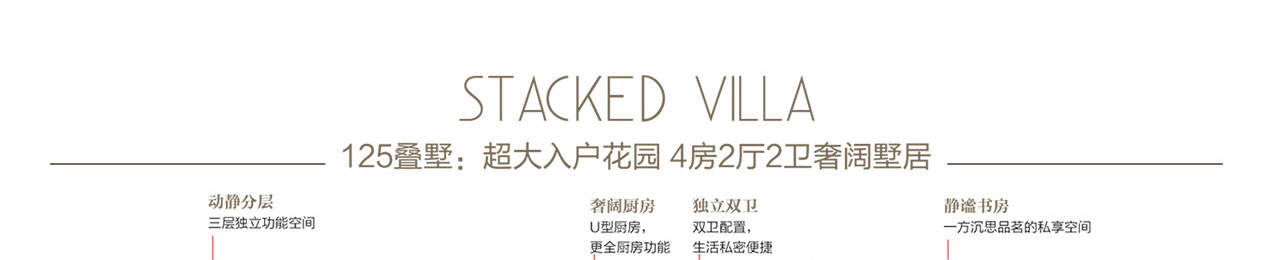 STACKED VILLA
125叠墅：超大入户花园 4房2厅2卫奢阔墅居
动静分层
三层独立功能空间
奢阔厨房
U型厨房，
更全厨房功能
独立双卫
双卫配置，
生活私密便捷
静谧书房
一方沉思品茗的私享空间